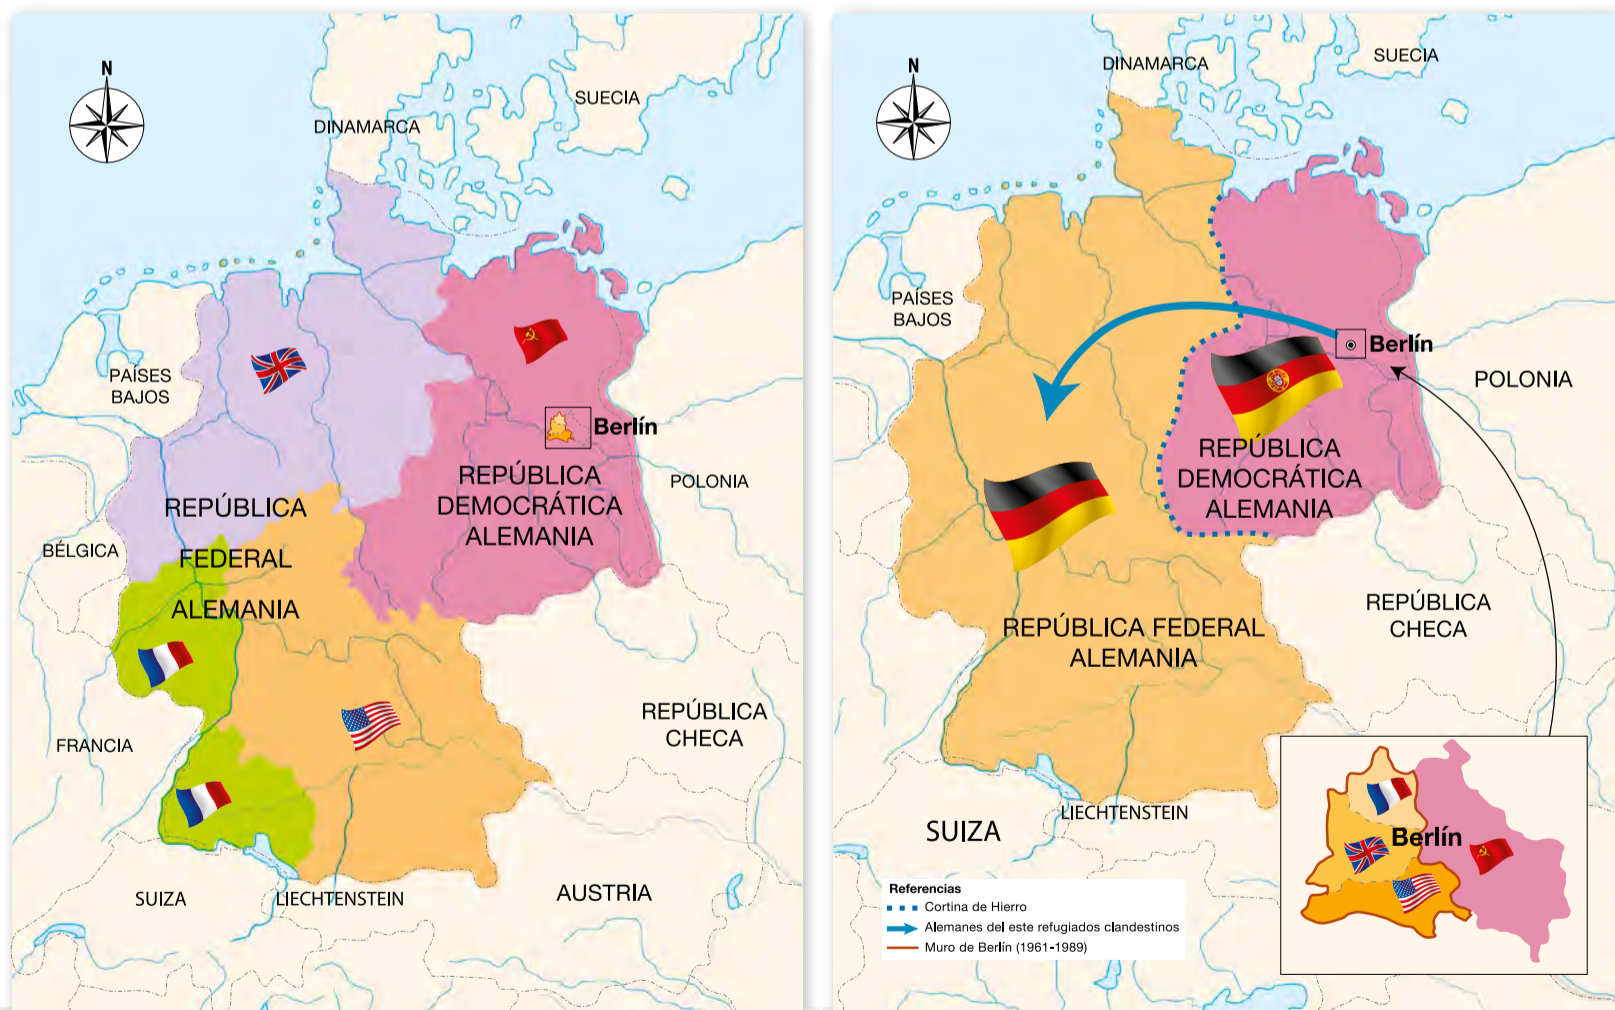 N
SUECIA
DINAMARCA
PAÍSES
BAJOS
Berlín
REPÚBLICA
DEMOCRÁTICA
ALEMANIA
POLONIA
REPÚBLICA
FEDERAL
ALEMANIA
BÉLGICA
FRANCIA
REPÚBLICA
CHECA
SUIZA
LIECHTENSTEIN
AUSTRIA
N
DINAMARCA
SUECIA
PAÍSES
BAJOS
Berlín
POLONIA
REPÚBLICA
DEMOCRÁTICA
ALEMANIA
REPÚBLICA
CHECA
REPÚBLICA FEDERAL
ALEMANIA
LIECHTENSTEIN
SUIZA
Berlín
Referencias
Cortina de Hierro
Alemanes del este refugiados clandestinos
Muro de Berlín (1961-1989)